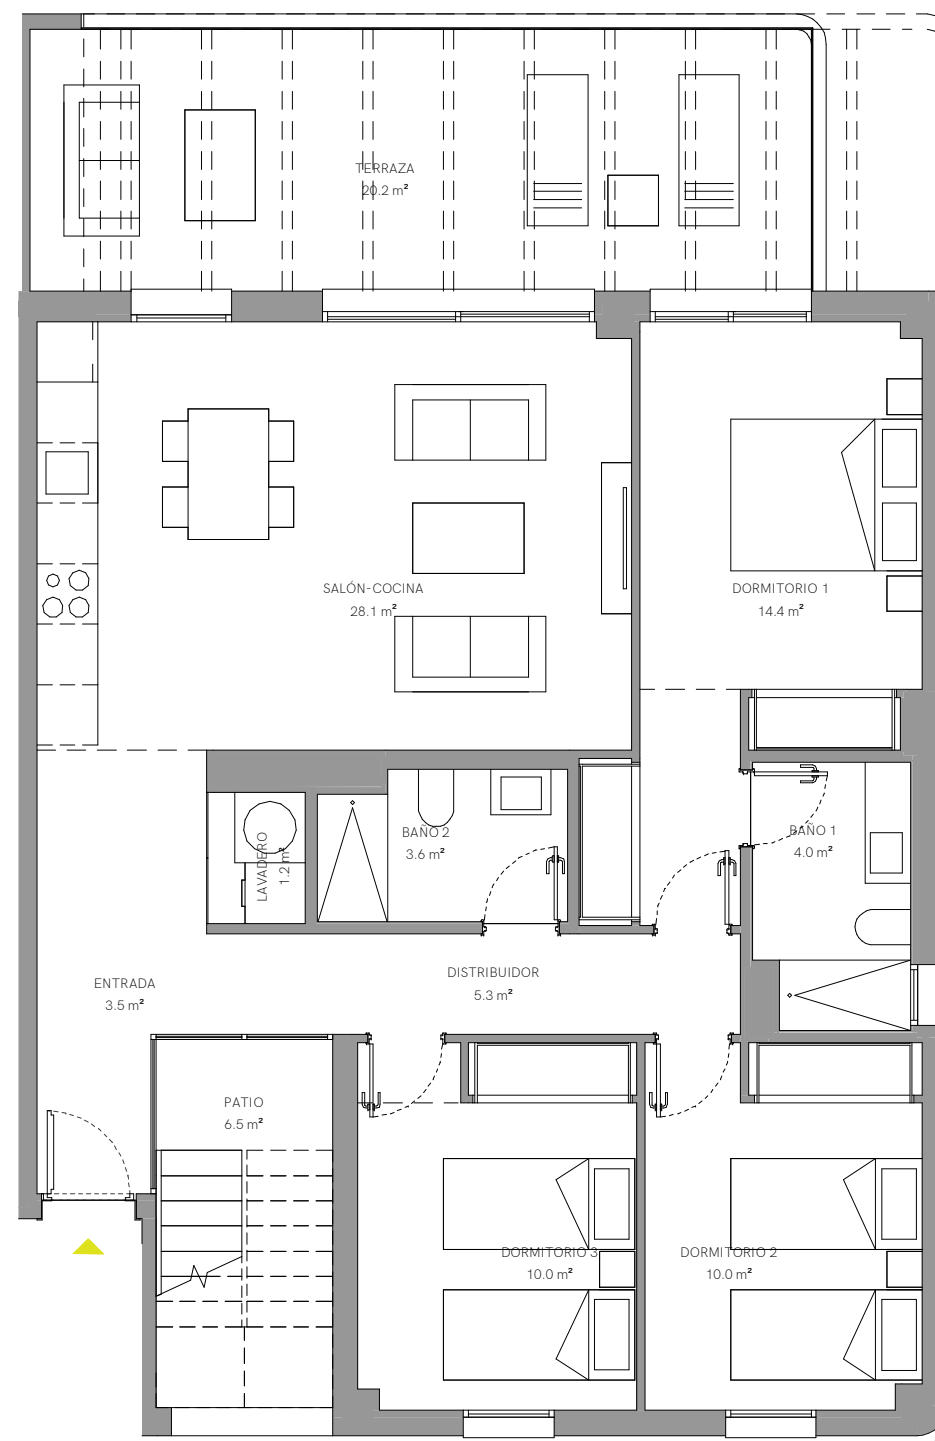 TERRAZA
20.2 m²
SALÓN-COCINA
28.1 m²
DORMITORIO 1
14.4 m²
BAÑO 2
3.6 m²
BAÑO 1
4.0 m²
LAVADERO
1.2 m²
ENTRADA
3.5 m²
DISTRIBUIDOR
5.3 m²
PATIO
6.5 m²
DORMITORIO 3
10.0 m²
DORMITORIO 2
10.0 m²